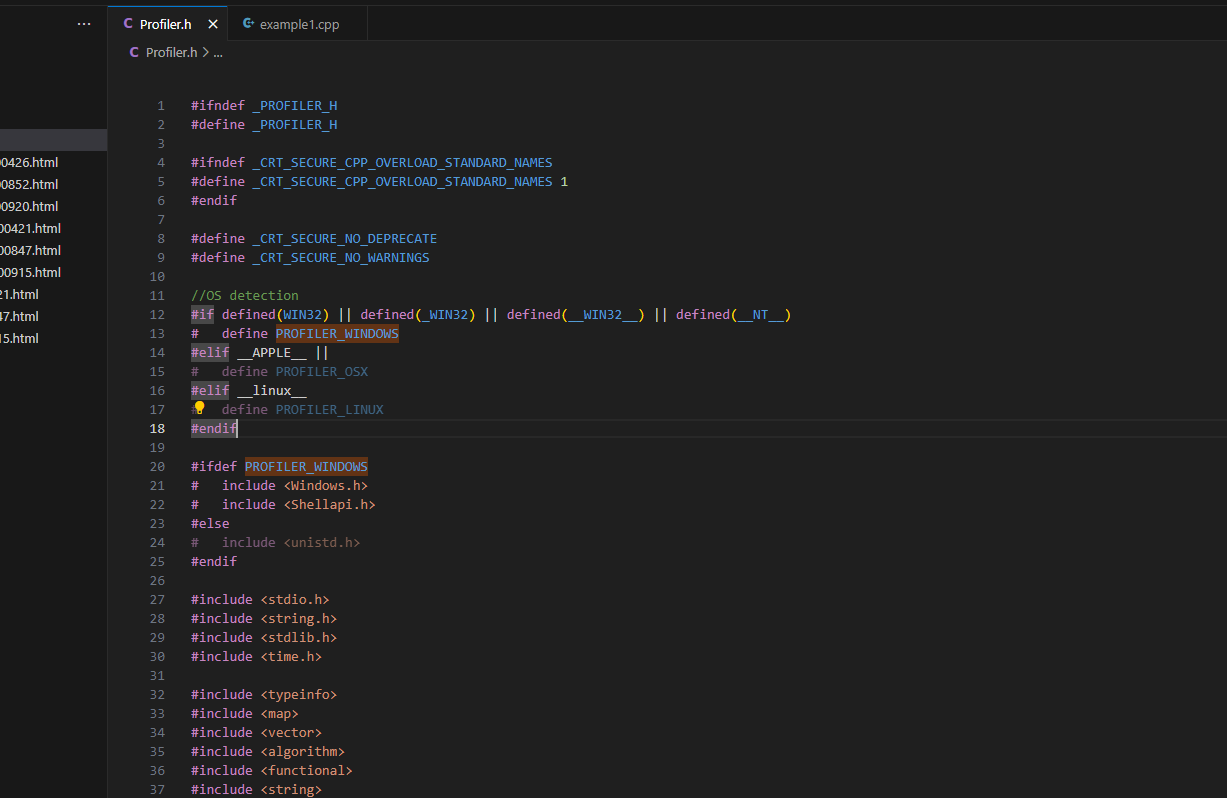 ...
Profiler.h
example1.cpp
Profiler.h > ...
00426.html
00852.html
00920.html
00421.html
00847.html
00915.html
21.html
47.html
15.html
1 #ifndef _PROFILER_H
2 #define _PROFILER_H
3
4 #ifndef _CRT_SECURE_CPP_OVERLOAD_STANDARD_NAMES
5 #define _CRT_SECURE_CPP_OVERLOAD_STANDARD_NAMES 1
6 #endif
7
8 #define _CRT_SECURE_NO_DEPRECATE
9 #define _CRT_SECURE_NO_WARNINGS
10
11 //OS detection
12 #if defined(WIN32) || defined(_WIN32) || defined(__WIN32__) || defined(__NT__)
13 #   define PROFILER_WINDOWS
14 #elif __APPLE__ ||
15 #   define PROFILER_OSX
16 #elif __linux__
17 #   define PROFILER_LINUX
18 #endif
19
20 #ifdef PROFILER_WINDOWS
21 #   include <Windows.h>
22 #   include <Shellapi.h>
23 #else
24 #   include <unistd.h>
25 #endif
26
27 #include <stdio.h>
28 #include <string.h>
29 #include <stdlib.h>
30 #include <time.h>
31
32 #include <typeinfo>
33 #include <map>
34 #include <vector>
35 #include <algorithm>
36 #include <functional>
37 #include <string>